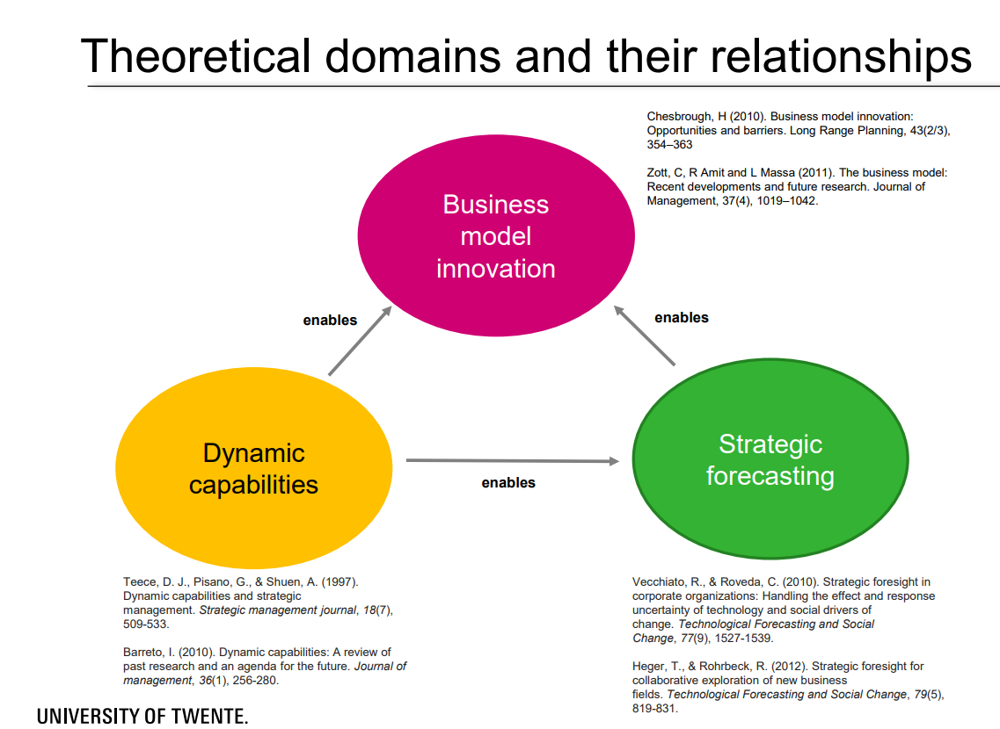 Theoretical domains and their relationships
Chesbrough, H (2010). Business model innovation:
Opportunities and barriers. Long Range Planning, 43(2/3),
354–363
Zott, C, R Amit and L Massa (2011). The business model:
Recent developments and future research. Journal of
Management, 37(4), 1019–1042.
Business
model
innovation
enables
enables
Dynamic
capabilities
enables
Strategic
forecasting
Teece, D. J., Pisano, G., & Shuen, A. (1997).
Dynamic capabilities and strategic
management. Strategic management journal, 18(7),
509-533.
Barreto, I. (2010). Dynamic capabilities: A review of
past research and an agenda for the future. Journal of
management, 36(1), 256-280.
Vecchiato, R., & Roveda, C. (2010). Strategic foresight in
corporate organizations: Handling the effect and response
uncertainty of technology and social drivers of
change. Technological Forecasting and Social
Change, 77(9), 1527-1539.
Heger, T., & Rohrbeck, R. (2012). Strategic foresight for
collaborative exploration of new business
fields. Technological Forecasting and Social Change, 79(5),
819-831.
UNIVERSITY OF TWENTE.